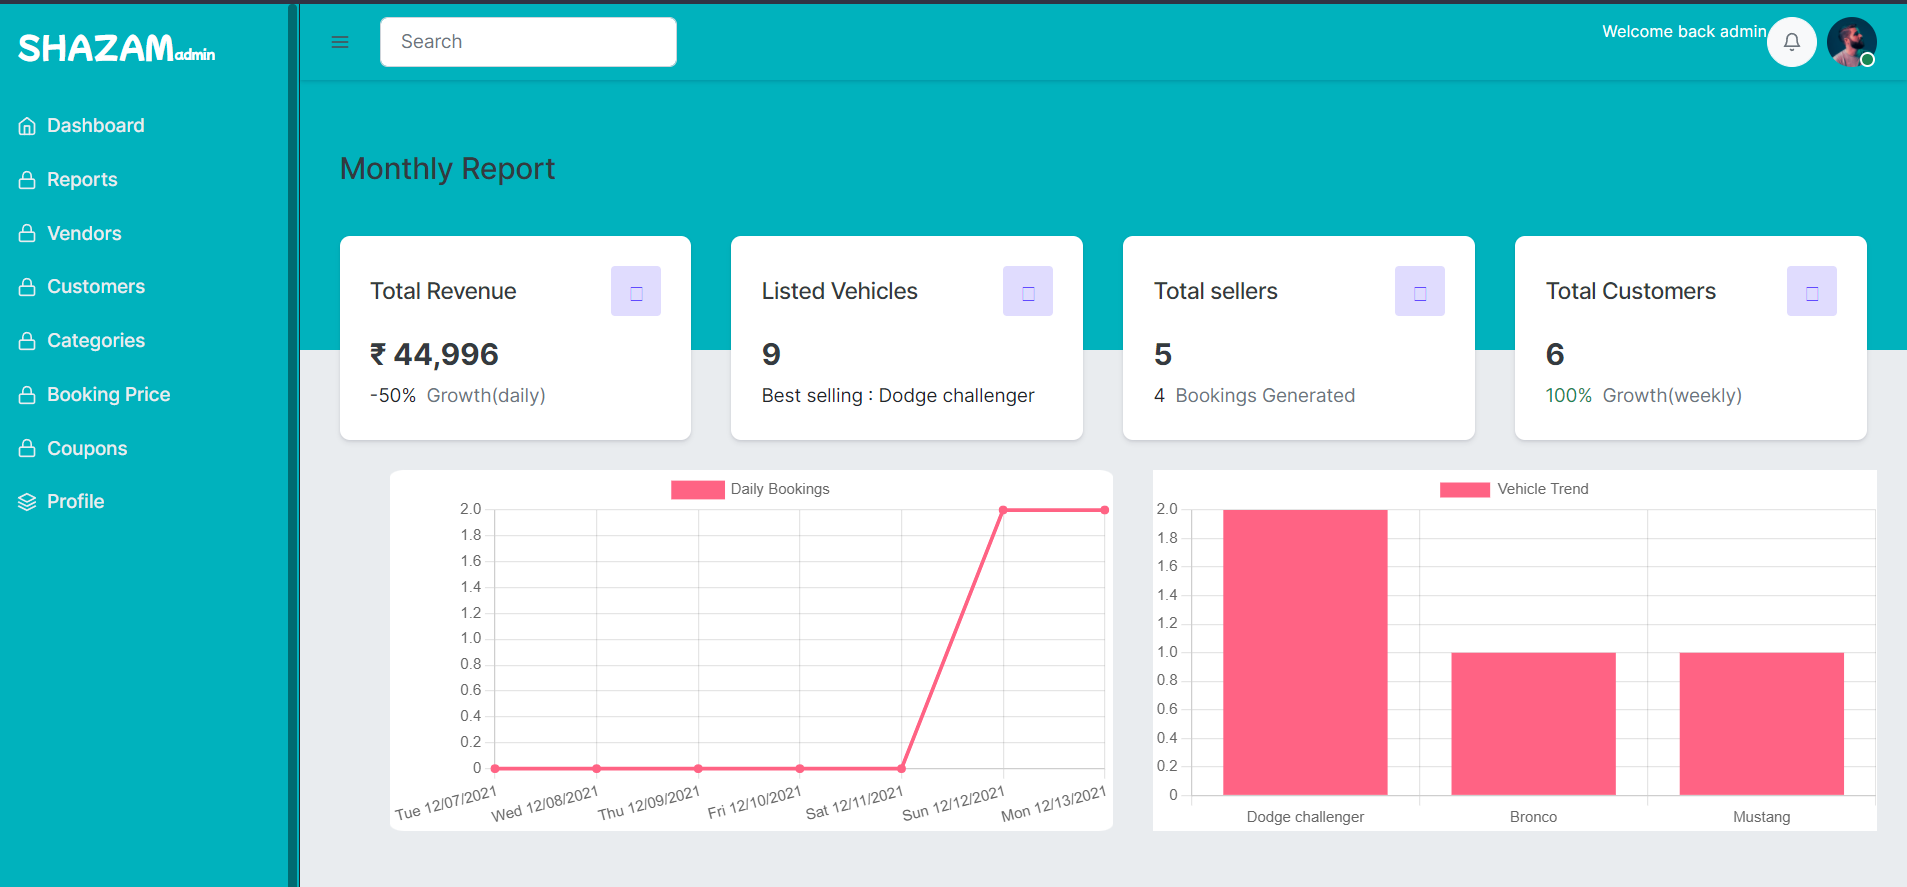 SHAZAMadmin
Dashboard
Reports
Vendors
Customers
Categories
Booking Price
Coupons
Profile
Search
Welcome back admin
Monthly Report
Total Revenue
₹ 44,996
-50% Growth(daily)
Listed Vehicles
9
Best selling : Dodge challenger
Total sellers
5
4 Bookings Generated
Total Customers
6
100% Growth(weekly)
Daily Bookings
2.0
1.8
1.6
1.4
1.2
1.0
0.8
0.6
0.4
0.2
0
Tue 12/07/2021
Wed 12/08/2021
Thu 12/09/2021
Fri 12/10/2021
Sat 12/11/2021
Sun 12/12/2021
Mon 12/13/2021
Vehicle Trend
2.0
1.8
1.6
1.4
1.2
1.0
0.8
0.6
0.4
0.2
0
Dodge challenger
Bronco
Mustang